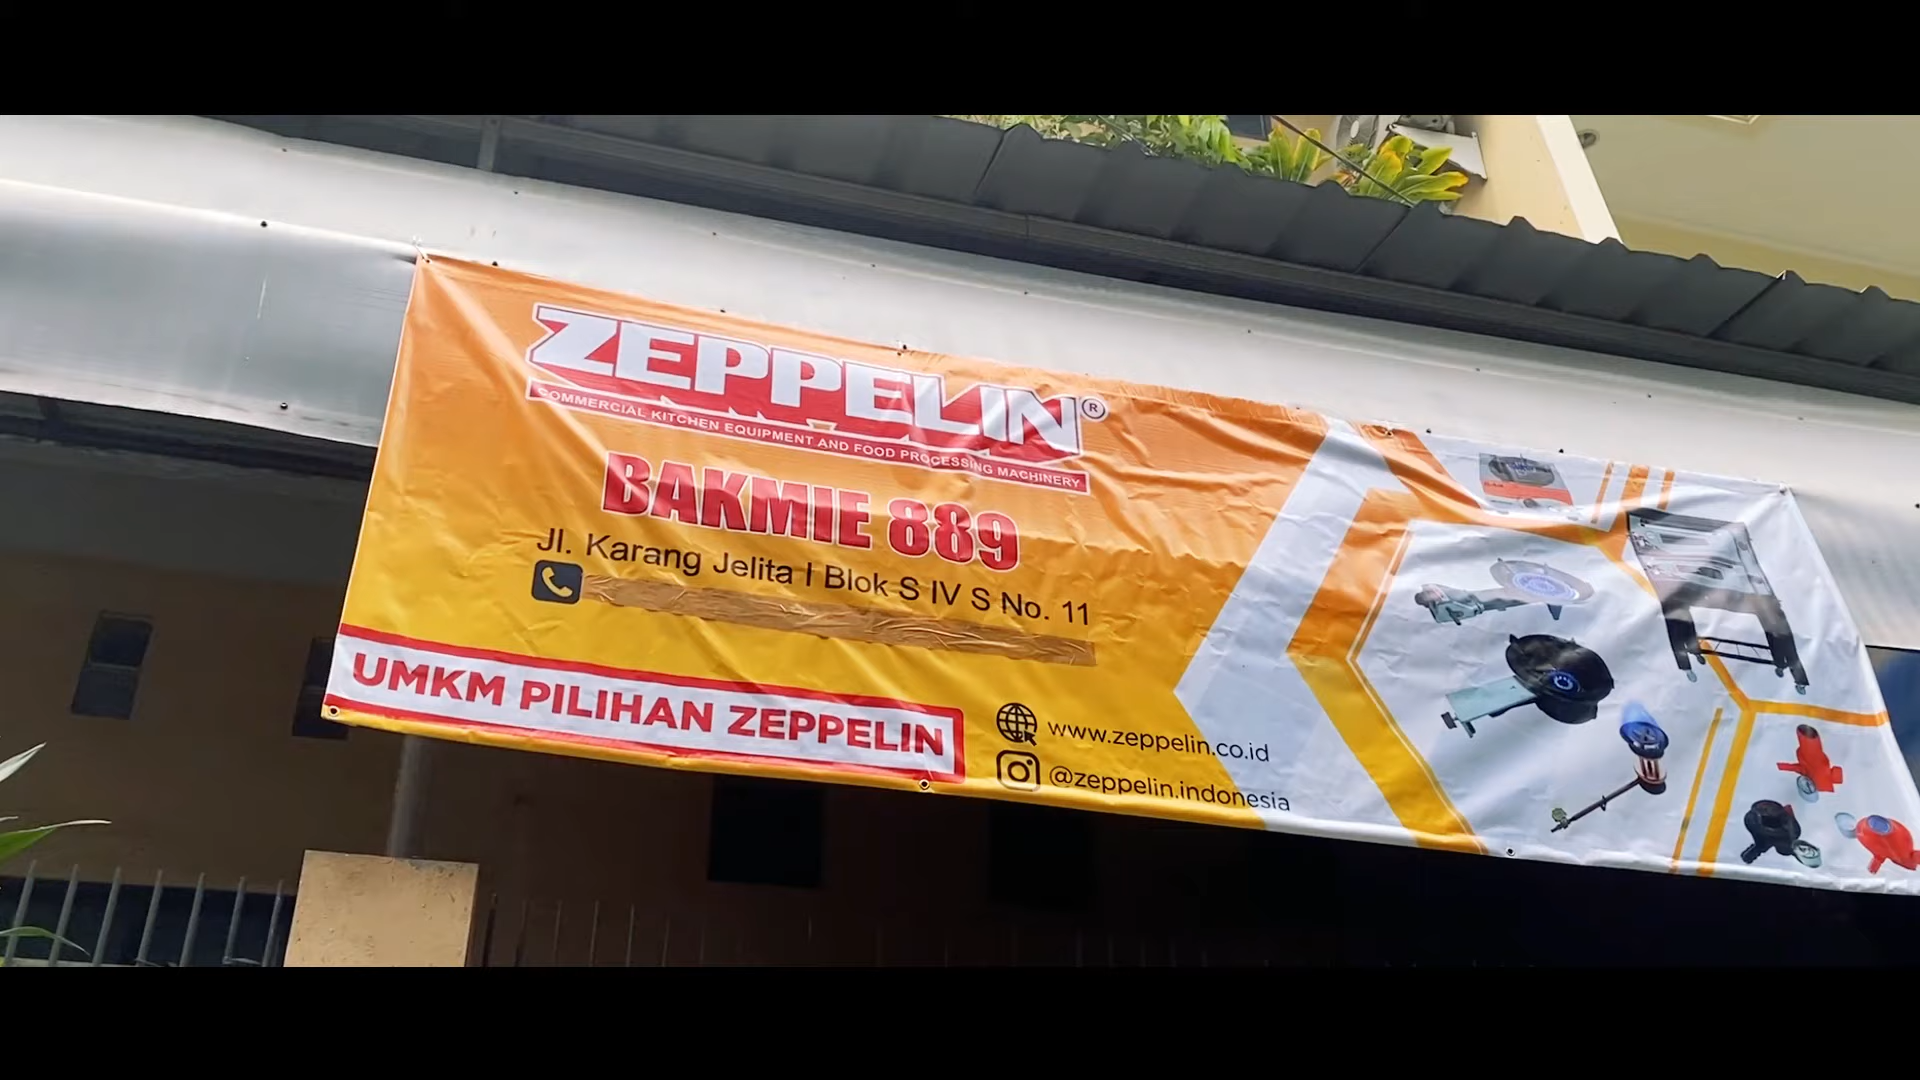 ZEPPELIN®
COMMERCIAL KITCHEN EQUIPMENT AND FOOD PROCESSING MACHINERY
BAKMIE 889
Jl. Karang Jelita I Blok S IV S No. 11
UMKM PILIHAN ZEPPELIN
www.zeppelin.co.id
@zeppelin.indonesia